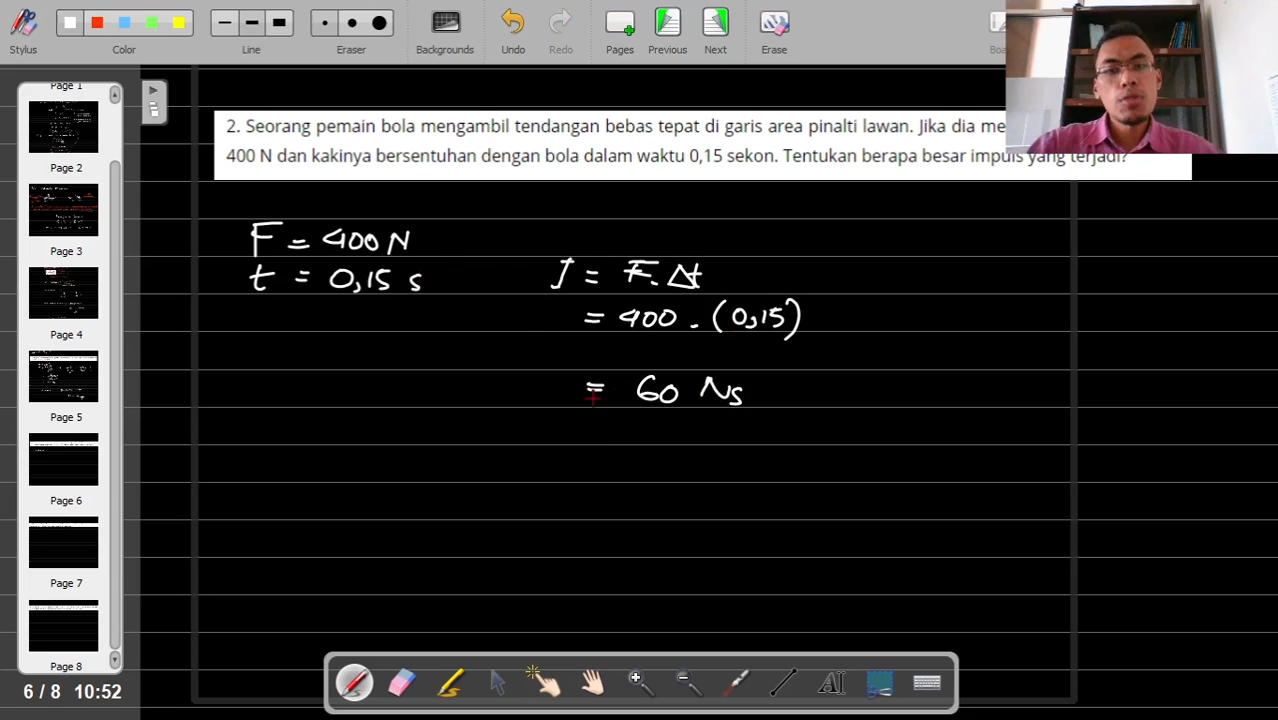 Stylus
Color
Line
Eraser
Backgrounds
Undo
Redo
Pages
Previous
Next
Erase
Page 1
Page 2
Page 3
Page 4
Page 5
Page 6
Page 7
Page 8
6 / 8 10:52
2. Seorang pemain bola mengambil tendangan bebas tepat di garis area pinalti lawan. Jika dia
400 N dan kakinya bersentuhan dengan bola dalam waktu 0,15 sekon. Tentukan berapa besar impuls yang terjadi?
F = 400 N
t = 0,15 s
I = F. Δt
= 400 . (0,15)
= 60 Ns